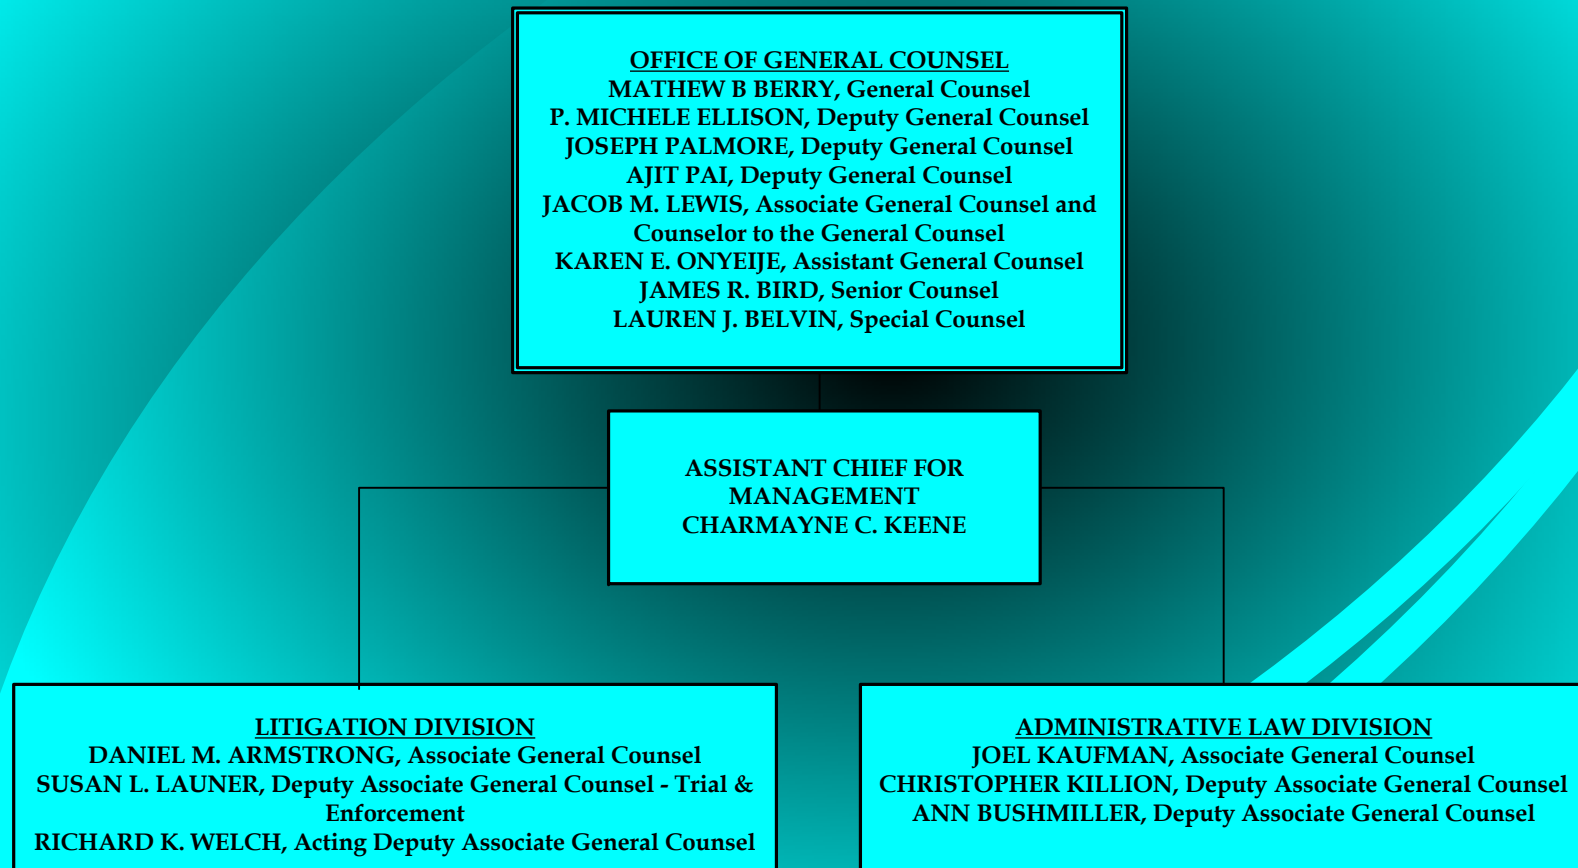 OFFICE OF GENERAL COUNSEL
MATHEW B BERRY, General Counsel
P. MICHELE ELLISON, Deputy General Counsel
JOSEPH PALMORE, Deputy General Counsel
AJIT PAI, Deputy General Counsel
JACOB M. LEWIS, Associate General Counsel and
Counselor to the General Counsel
KAREN E. ONYEIJE, Assistant General Counsel
JAMES R. BIRD, Senior Counsel
LAUREN J. BELVIN, Special Counsel
ASSISTANT CHIEF FOR
MANAGEMENT
CHARMAYNE C. KEENE
LITIGATION DIVISION
DANIEL M. ARMSTRONG, Associate General Counsel
SUSAN L. LAUNER, Deputy Associate General Counsel - Trial &
Enforcement
RICHARD K. WELCH, Acting Deputy Associate General Counsel
ADMINISTRATIVE LAW DIVISION
JOEL KAUFMAN, Associate General Counsel
CHRISTOPHER KILLION, Deputy Associate General Counsel
ANN BUSHMILLER, Deputy Associate General Counsel